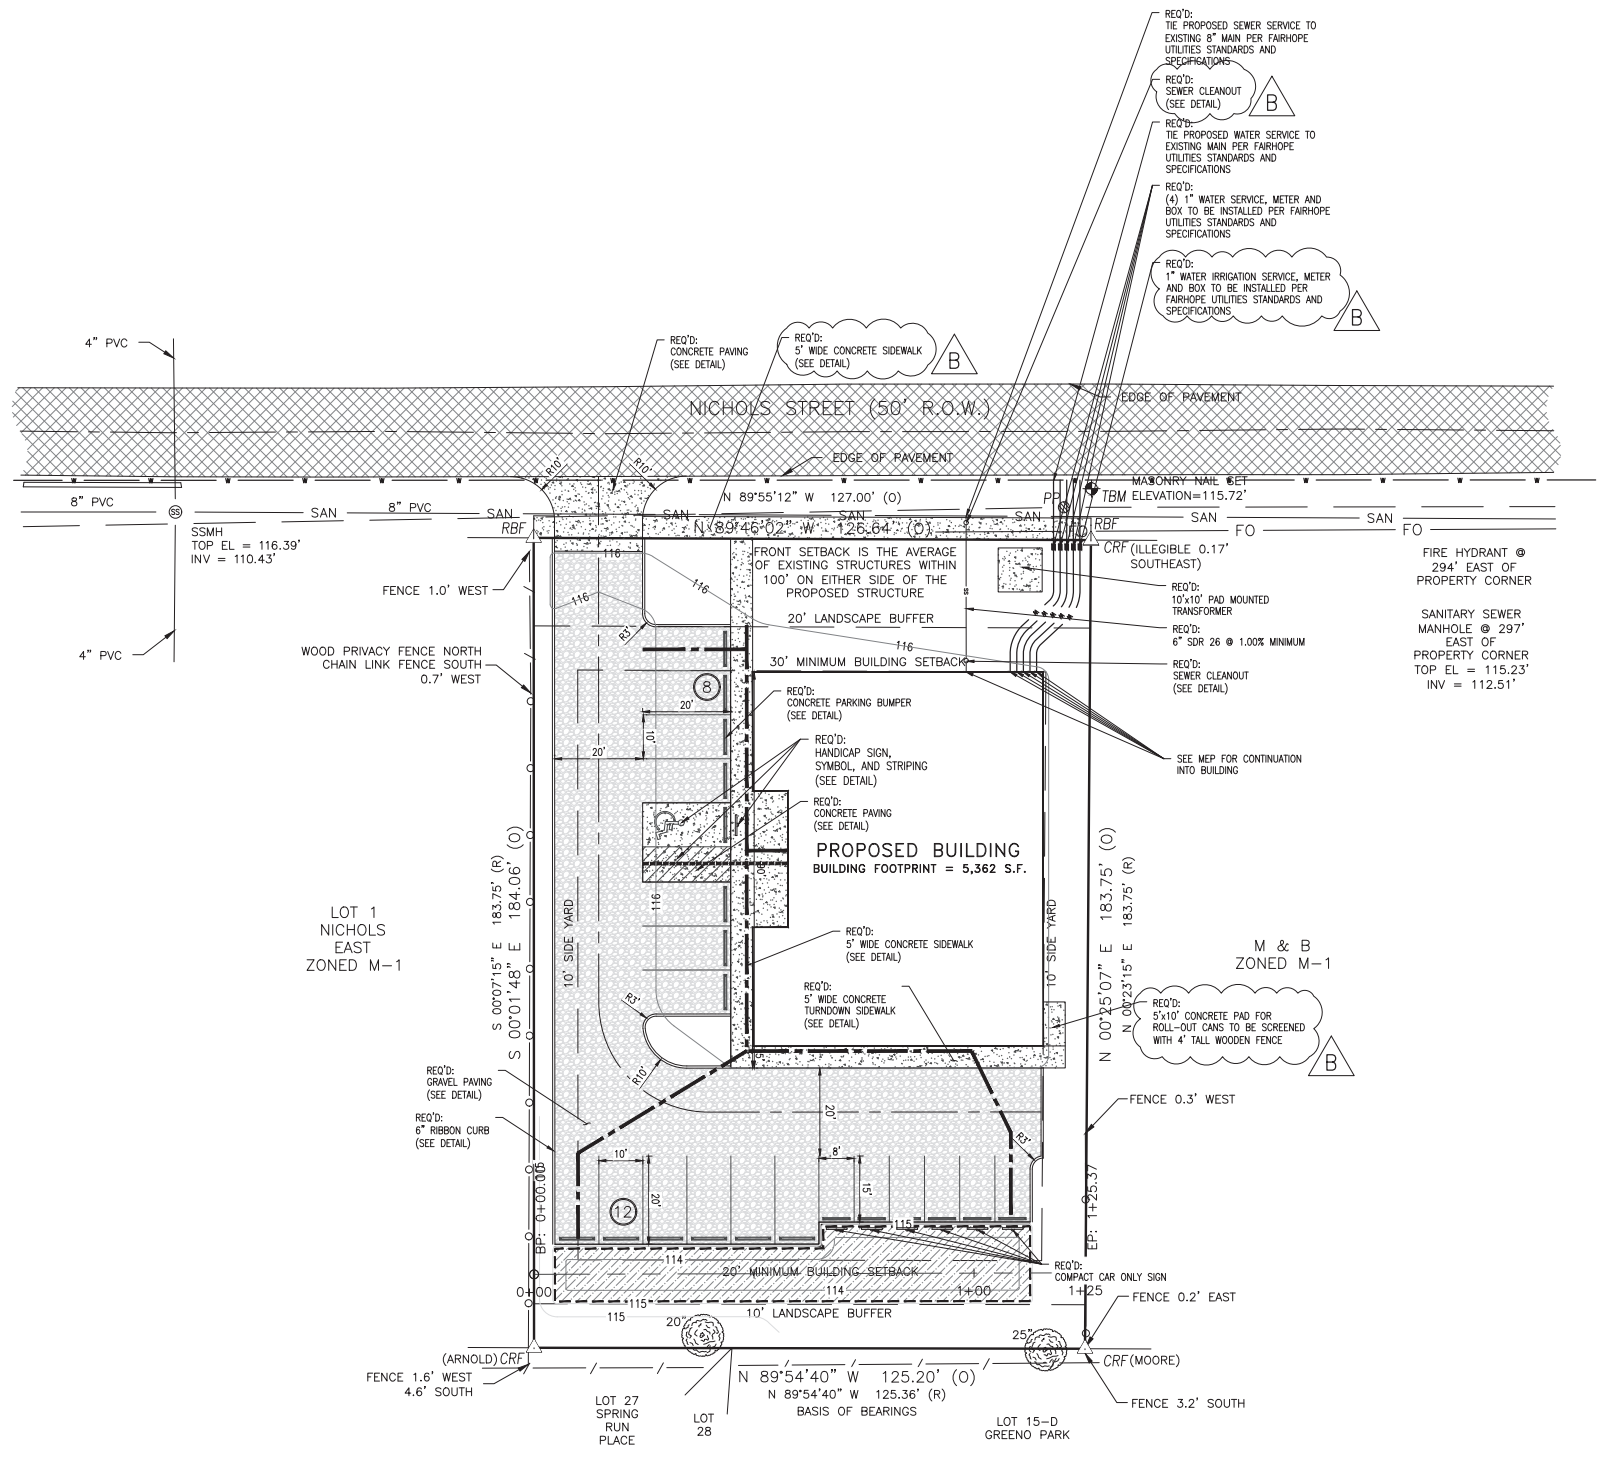 REQ'D:
TIE PROPOSED SEWER SERVICE TO
EXISTING 8" MAIN PER FAIRHOPE
UTILITIES STANDARDS AND
SPECIFICATIONS
REQ'D:
SEWER CLEANOUT
(SEE DETAIL)
B
REQ'D:
TIE PROPOSED WATER SERVICE TO
EXISTING MAIN PER FAIRHOPE
UTILITIES STANDARDS AND
SPECIFICATIONS
REQ'D:
(4) 1" WATER SERVICE, METER AND
BOX TO BE INSTALLED PER FAIRHOPE
UTILITIES STANDARDS AND
SPECIFICATIONS
REQ'D:
1" WATER IRRIGATION SERVICE, METER
AND BOX TO BE INSTALLED PER
FAIRHOPE UTILITIES STANDARDS AND
SPECIFICATIONS
B
4" PVC
REQ'D:
CONCRETE PAVING
(SEE DETAIL)
REQ'D:
5' WIDE CONCRETE SIDEWALK
(SEE DETAIL)
B
EDGE OF PAVEMENT
NICHOLS STREET (50' R.O.W.)
EDGE OF PAVEMENT
R10'
R10'
MASONRY NAIL SET
TBM ELEVATION=115.72'
PP
N 89°55'12" W 127.00' (O)
8" PVC
8" PVC
SS
SAN
SAN
SAN
SAN
SAN
SAN
SAN
RBF
N 89°46'02" W 126.64' (O)
RBF
FO
FO
FO
SSMH
TOP EL = 116.39'
INV = 110.43'
CRF (ILLEGIBLE 0.17'
SOUTHEAST)
FIRE HYDRANT @
294' EAST OF
PROPERTY CORNER
FRONT SETBACK IS THE AVERAGE
OF EXISTING STRUCTURES WITHIN
100' ON EITHER SIDE OF THE
PROPOSED STRUCTURE
116
116
116
FENCE 1.0' WEST
REQ'D:
10'x10' PAD MOUNTED
TRANSFORMER
SS
20' LANDSCAPE BUFFER
R3'
REQ'D:
6" SDR 26 @ 1.00% MINIMUM
SANITARY SEWER
MANHOLE @ 297'
EAST OF
PROPERTY CORNER
TOP EL = 115.23'
INV = 112.51'
4" PVC
WOOD PRIVACY FENCE NORTH
CHAIN LINK FENCE SOUTH
0.7' WEST
116
30' MINIMUM BUILDING SETBACK
REQ'D:
SEWER CLEANOUT
(SEE DETAIL)
8
REQ'D:
CONCRETE PARKING BUMPER
(SEE DETAIL)
20'
10'
20'
REQ'D:
HANDICAP SIGN,
SYMBOL, AND STRIPING
(SEE DETAIL)
SEE MEP FOR CONTINUATION
INTO BUILDING
REQ'D:
CONCRETE PAVING
(SEE DETAIL)
PROPOSED BUILDING
BUILDING FOOTPRINT = 5,362 S.F.
116
S 00°07'15" E 183.75' (R)
S 00°01'48" E 184.06' (O)
10' SIDE YARD
10' SIDE YARD
N 00°25'07" E 183.75' (O)
N 00°23'15" E 183.75' (R)
LOT 1
NICHOLS
EAST
ZONED M-1
REQ'D:
5' WIDE CONCRETE SIDEWALK
(SEE DETAIL)
M & B
ZONED M-1
REQ'D:
5' WIDE CONCRETE
TURNDOWN SIDEWALK
(SEE DETAIL)
R3'
REQ'D:
5'x10' CONCRETE PAD FOR
ROLL-OUT CANS TO BE SCREENED
WITH 4' TALL WOODEN FENCE
B
5'
R10'
REQ'D:
GRAVEL PAVING
(SEE DETAIL)
REQ'D:
6" RIBBON CURB
(SEE DETAIL)
20'
FENCE 0.3' WEST
R3'
10'
8'
20'
15'
12
BP: 0+00.00
EP: 1+25.37
115
114
20' MINIMUM BUILDING SETBACK
REQ'D:
COMPACT CAR ONLY SIGN
0+00
114
1+00
1+25
FENCE 0.2' EAST
115
115
10' LANDSCAPE BUFFER
20"
25"
(ARNOLD) CRF
CRF (MOORE)
FENCE 1.6' WEST
4.6' SOUTH
N 89°54'40" W 125.20' (O)
N 89°54'40" W 125.36' (R)
BASIS OF BEARINGS
FENCE 3.2' SOUTH
LOT 27
SPRING
RUN
PLACE
LOT
28
LOT 15-D
GREENO PARK